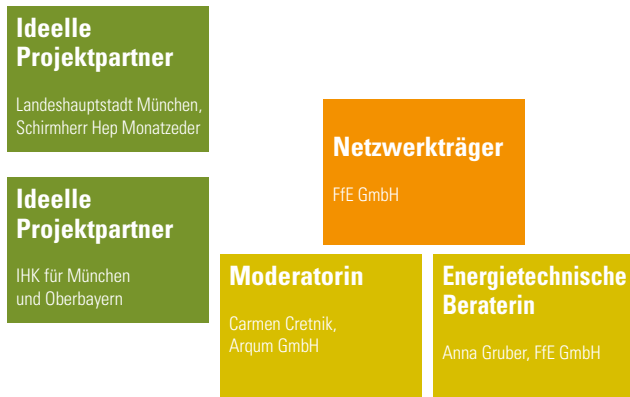 Ideelle
Projektpartner
Landeshauptstadt München,
Schirmherr Hep Monatzeder
Ideelle
Projektpartner
IHK für München
und Oberbayern
Netzwerkträger
FfE GmbH
Moderatorin
Carmen Cretnik,
Arqum GmbH
Energietechnische
Beraterin
Anna Gruber, FfE GmbH